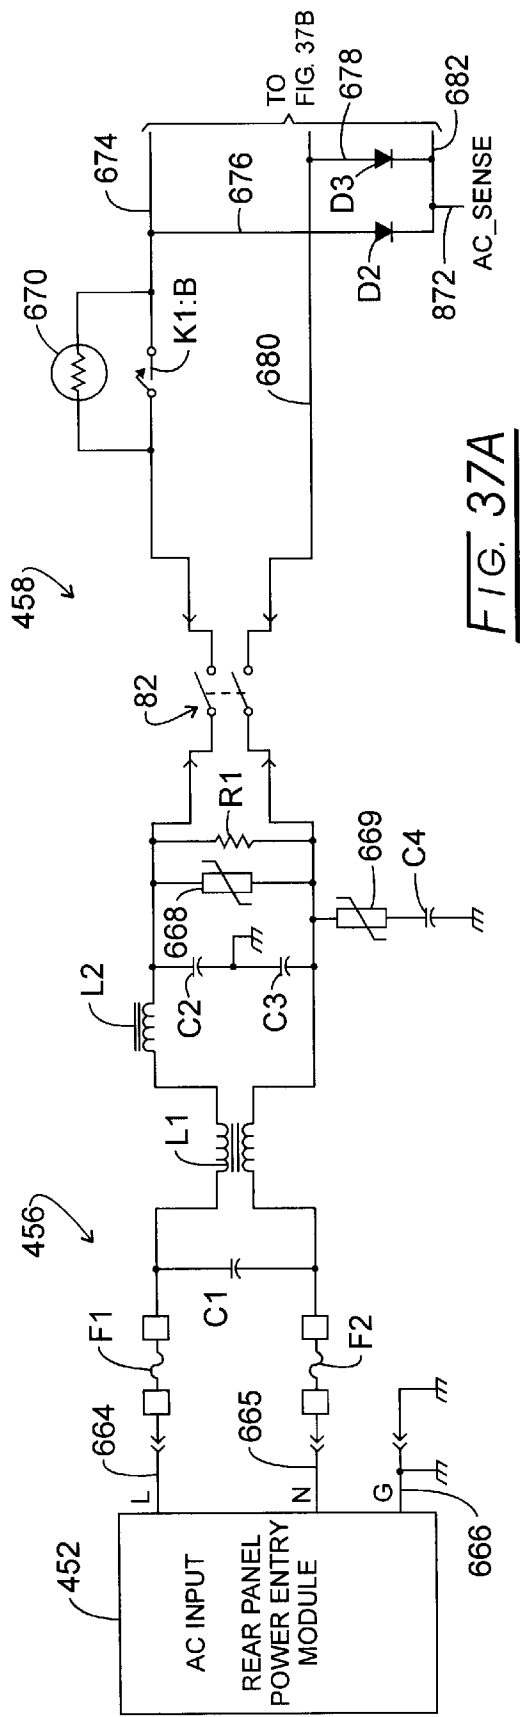 452
AC INPUT
REAR PANEL
POWER ENTRY
MODULE
L
N
G
664
665
666
F1
F2
456
C1
L1
L2
C2
C3
668
R1
669
C4
82
458
670
K1:B
680
674
676
D2
D3
678
682
872
AC_SENSE
TO
FIG. 37B
FIG. 37A